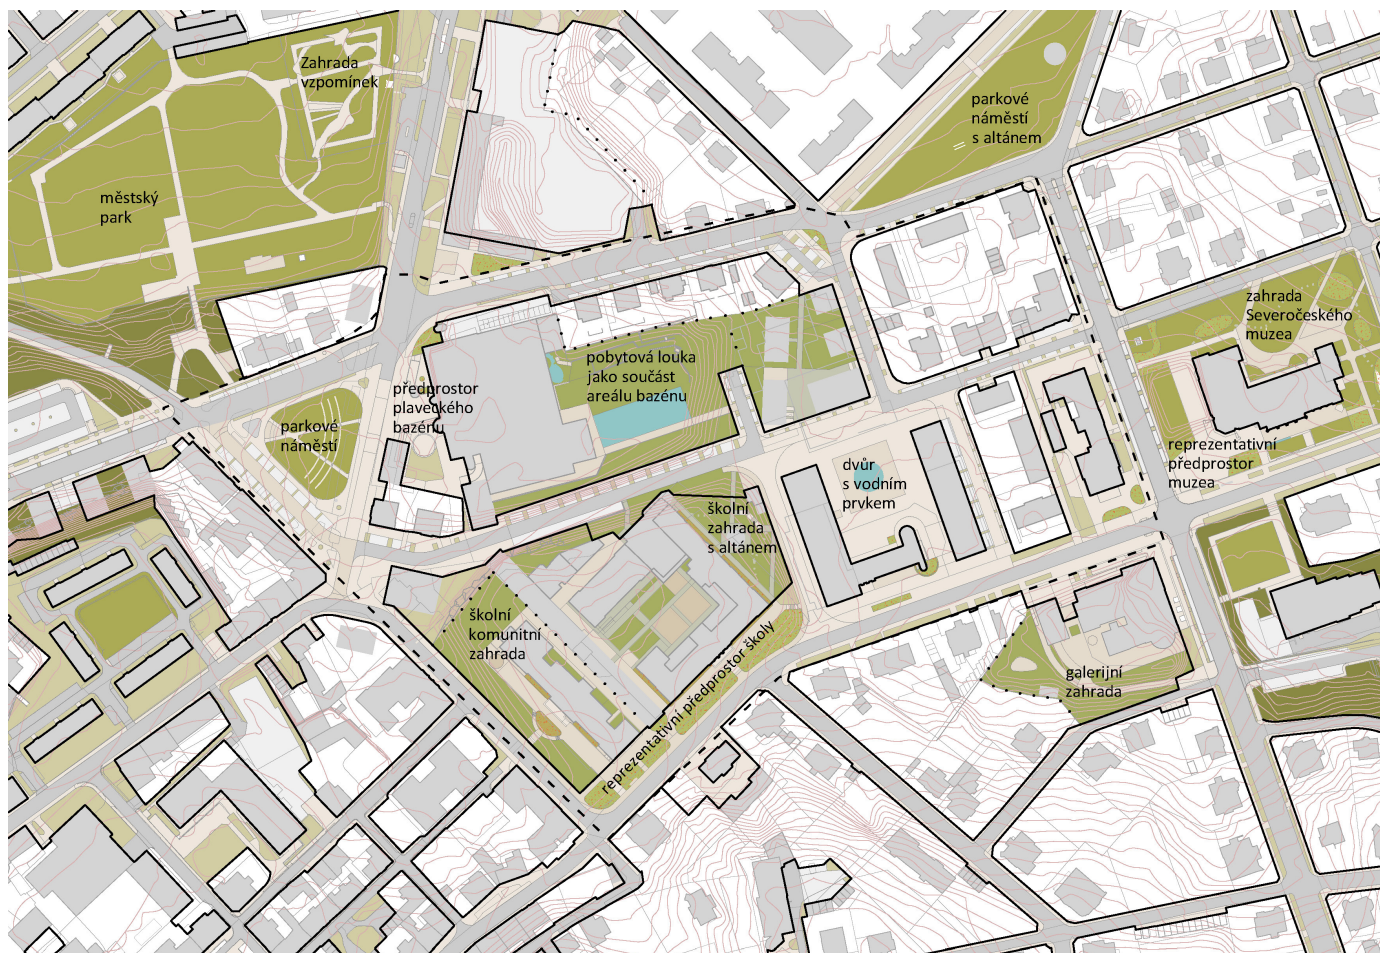 Zahrada
vzpomínek
parkové
náměstí
s altánem
městský
park
zahrada
Severočeského
muzea
pobytová louka
jako součást
areálu bazénu
předprostor
plaveckého
bazénu
parkové
náměstí
reprezentativní
předprostor
muzea
dvůr
s vodním
prvkem
školní
zahrada
s altánem
školní
komunitní
zahrada
galerijní
zahrada
reprezentativní předprostor školy